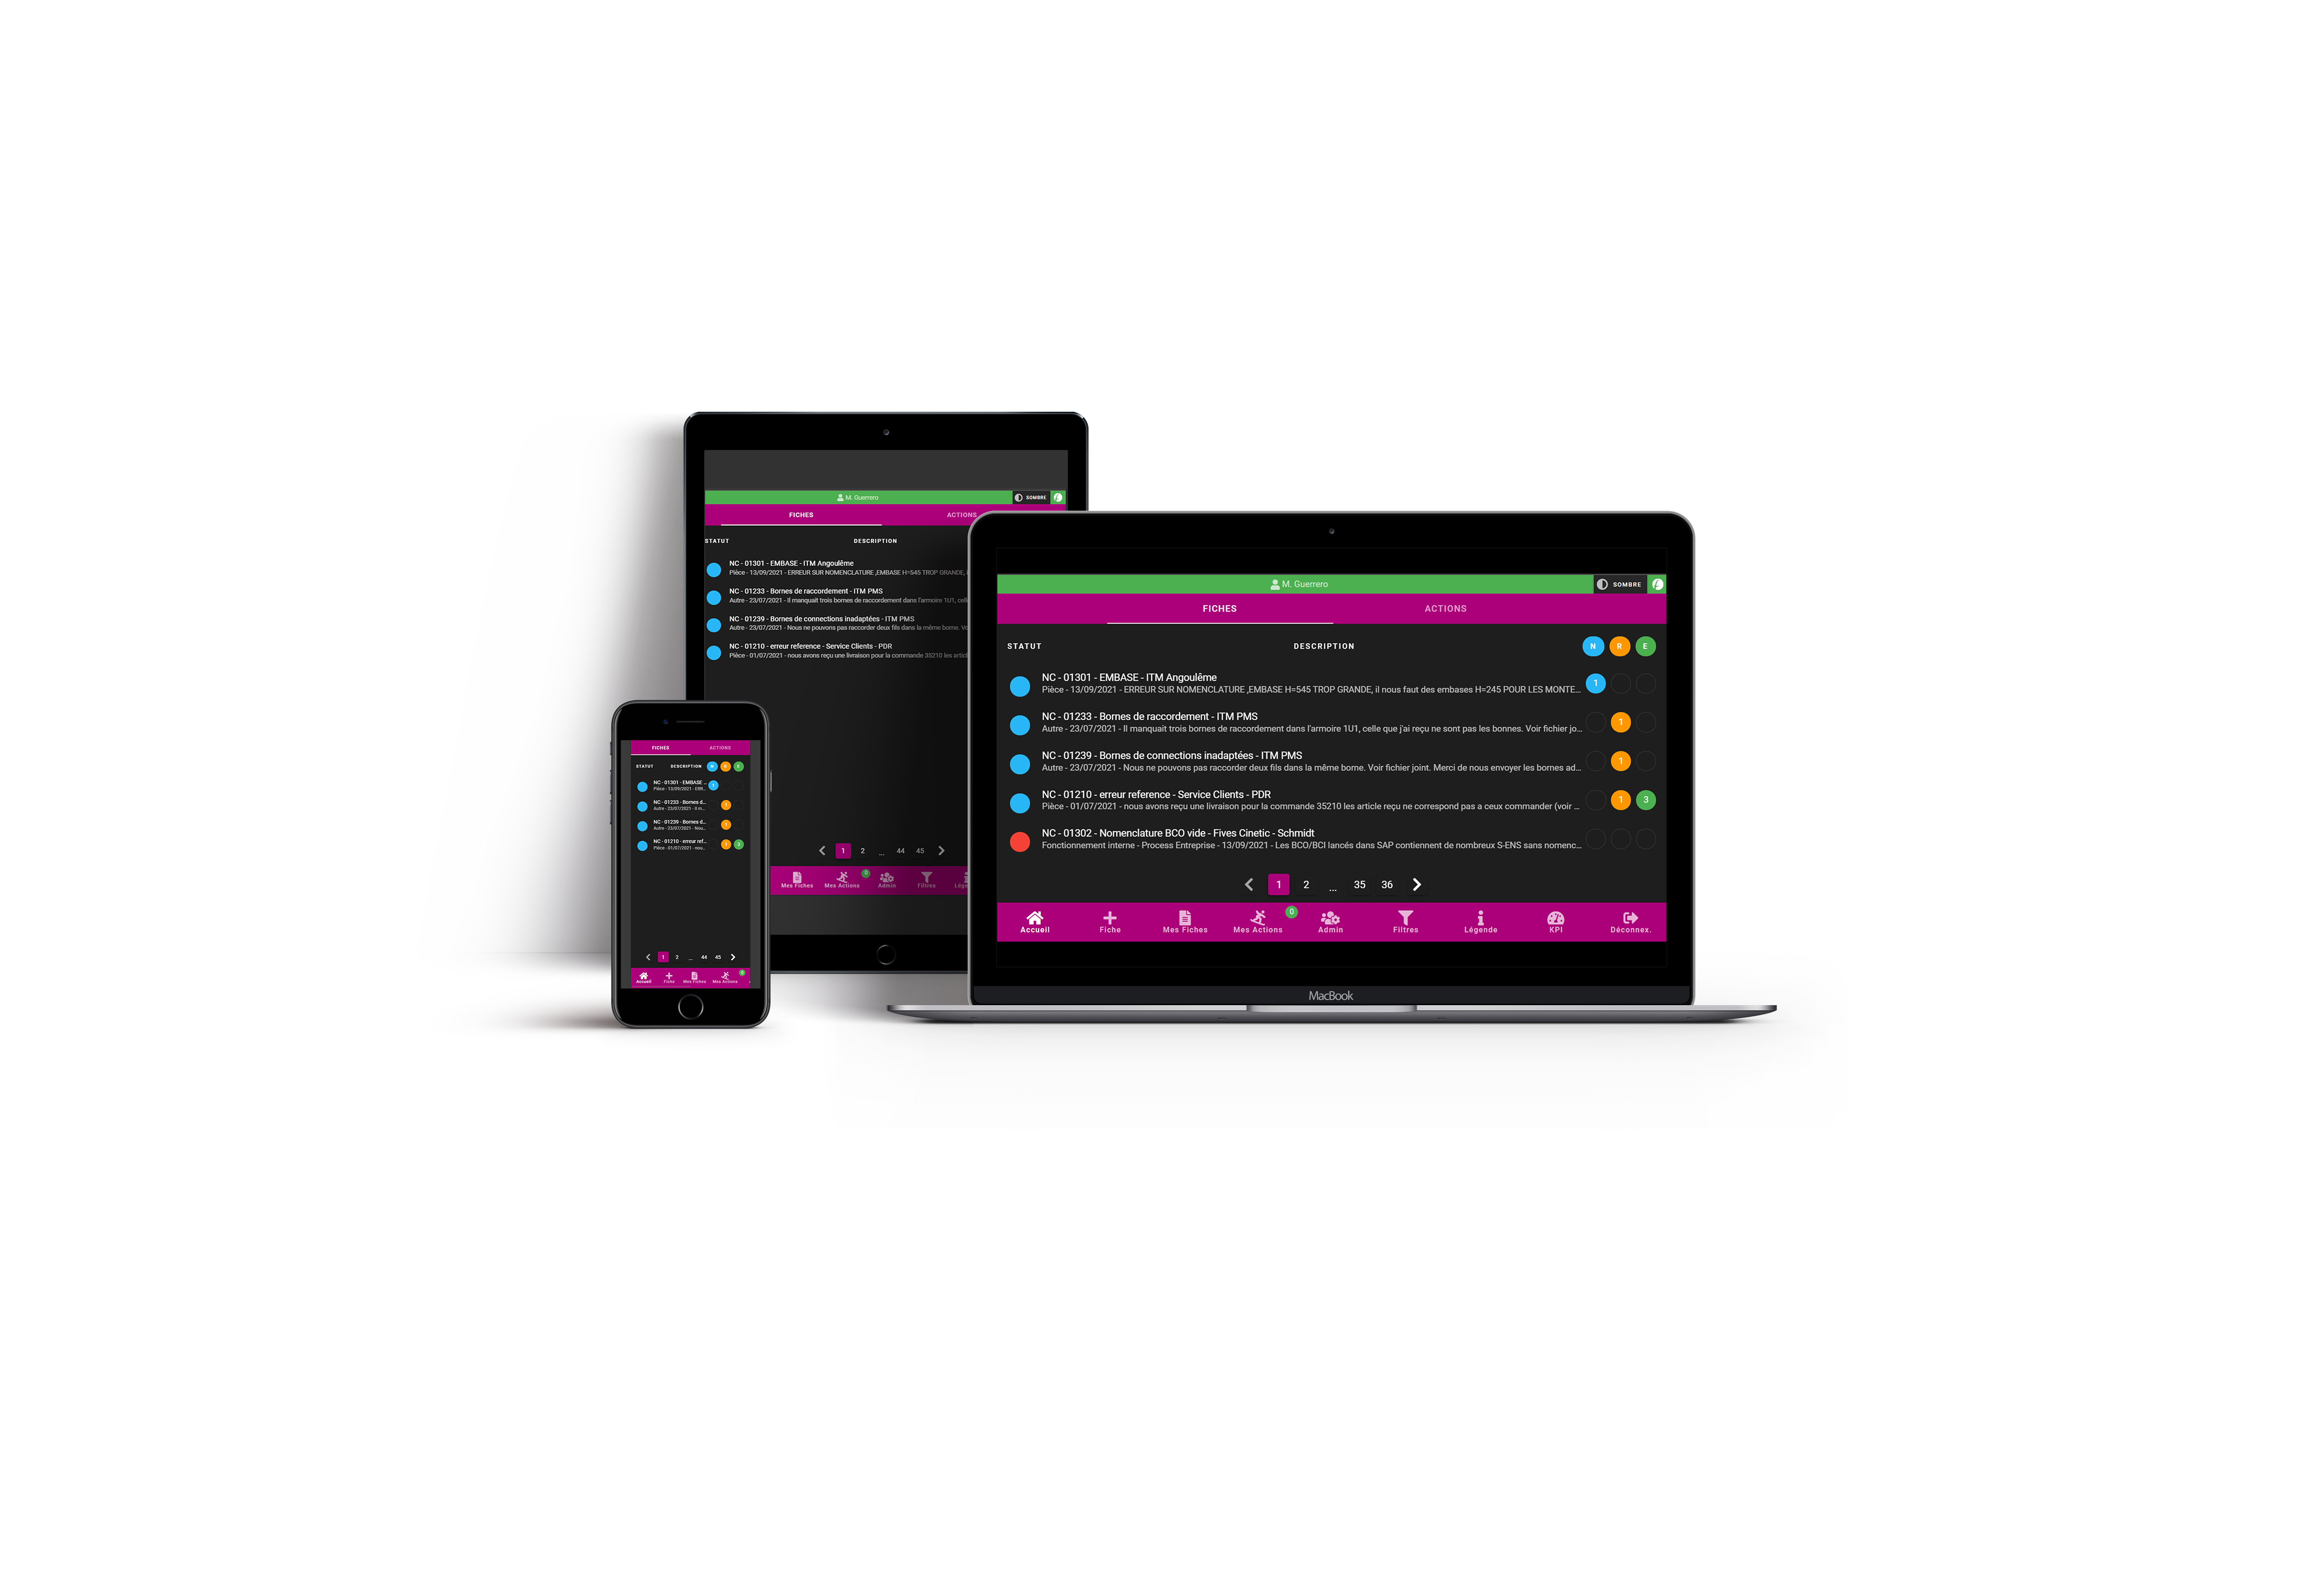 M. Guerrero
SOMBRE
FICHES ACTIONS
STATUT DESCRIPTION
NC - 01301 - EMBASE - ITM Angoulême
Pièce - 13/09/2021 - ERREUR SUR NOMENCLATURE ,EMBASE H=545 TROP GRANDE,
NC - 01233 - Bornes de raccordement - ITM PMS
Autre - 23/07/2021 - Il manquait trois bornes de raccordement dans l'armoire 1U1, cell
NC - 01239 - Bornes de connections inadaptées - ITM PMS
Autre - 23/07/2021 - Nous ne pouvons pas raccorder deux fils dans la même borne. Vo
NC - 01210 - erreur reference - Service Clients - PDR
Pièce - 01/07/2021 - nous avons reçu une livraison pour la commande 35210 les articl
1 2 ... 44 45
Mes Fiches Mes Actions 0 Admin Filtres Lég
M. Guerrero SOMBRE
FICHES ACTIONS
STATUT DESCRIPTION N R E
NC - 01301 - EMBASE - ITM Angoulême
Pièce - 13/09/2021 - ERREUR SUR NOMENCLATURE ,EMBASE H=545 TROP GRANDE, il nous faut des embases H=245 POUR LES MONTE... 1
NC - 01233 - Bornes de raccordement - ITM PMS
Autre - 23/07/2021 - Il manquait trois bornes de raccordement dans l'armoire 1U1, celle que j'ai reçu ne sont pas les bonnes. Voir fichier jo... 1
NC - 01239 - Bornes de connections inadaptées - ITM PMS
Autre - 23/07/2021 - Nous ne pouvons pas raccorder deux fils dans la même borne. Voir fichier joint. Merci de nous envoyer les bornes ad... 1
NC - 01210 - erreur reference - Service Clients - PDR
Pièce - 01/07/2021 - nous avons reçu une livraison pour la commande 35210 les article reçu ne correspond pas a ceux commander (voir ... 1 3
NC - 01302 - Nomenclature BCO vide - Fives Cinetic - Schmidt
Fonctionnement interne - Process Entreprise - 13/09/2021 - Les BCO/BCI lancés dans SAP contiennent de nombreux S-ENS sans nomenc...
1 2 ... 35 36
Accueil Fiche Mes Fiches Mes Actions 0 Admin Filtres Légende KPI Déconnex.
MacBook
FICHES ACTIONS
STATUT DESCRIPTION N R E
NC - 01301 - EMBASE ... 1
Pièce - 13/09/2021 - ERR...
NC - 01233 - Bornes d... 1
Autre - 23/07/2021 - Il m...
NC - 01239 - Bornes d... 1
Autre - 23/07/2021 - Nou...
NC - 01210 - erreur ref... 1 3
Pièce - 01/07/2021 - nou...
1 2 ... 44 45
Accueil Fiche Mes Fiches Mes Actions 0